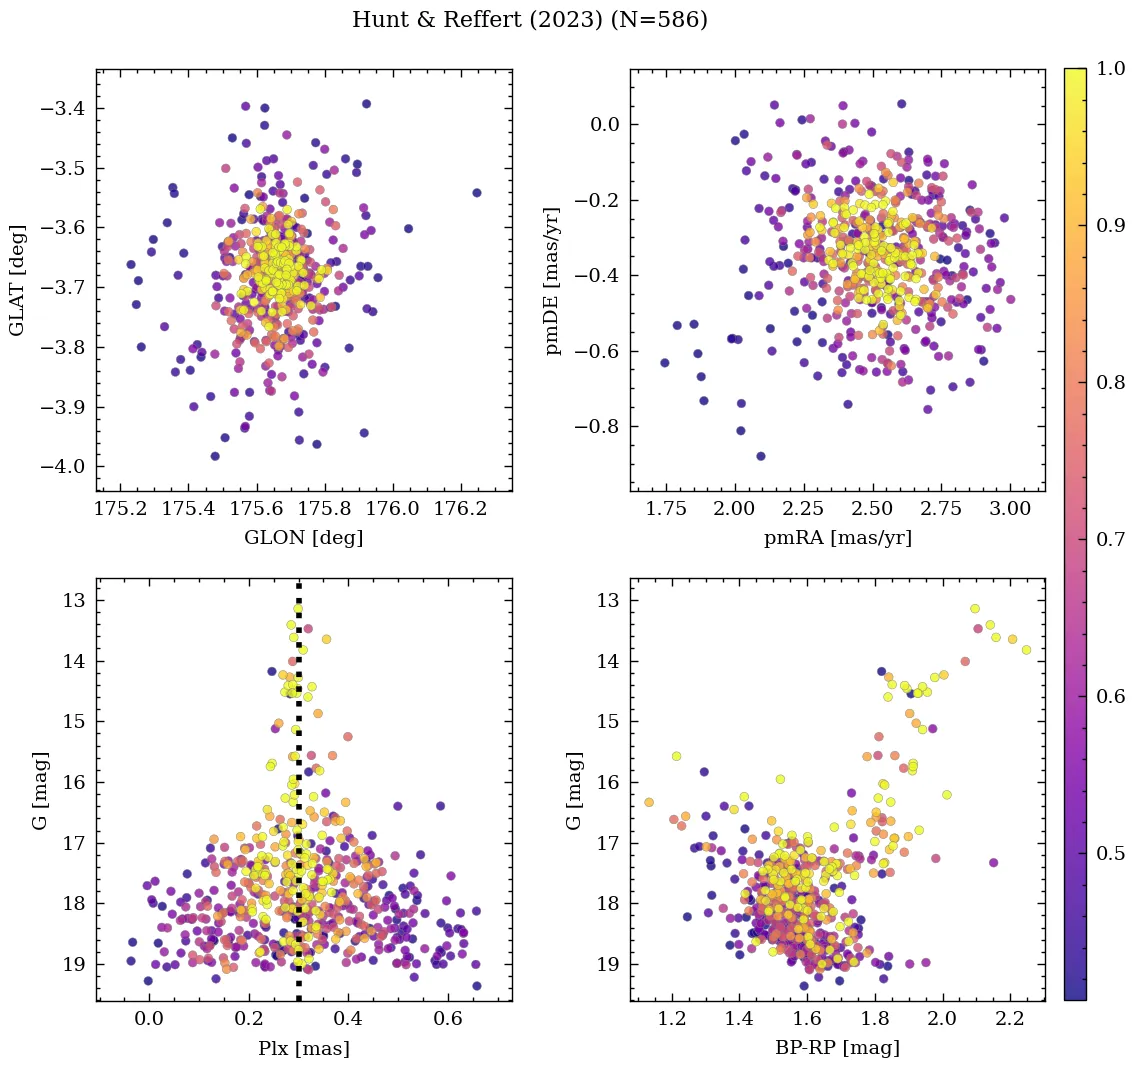 Hunt & Reffert (2023) (N=586)
−3.4
−3.5
−3.6
−3.7
−3.8
−3.9
−4.0
GLAT [deg]
175.2 175.4 175.6 175.8 176.0 176.2
GLON [deg]
0.0
−0.2
−0.4
−0.6
−0.8
pmDE [mas/yr]
1.75 2.00 2.25 2.50 2.75 3.00
pmRA [mas/yr]
1.0
0.9
0.8
0.7
0.6
0.5
13
14
15
16
17
18
19
G [mag]
0.0 0.2 0.4 0.6
Plx [mas]
13
14
15
16
17
18
19
G [mag]
1.2 1.4 1.6 1.8 2.0 2.2
BP-RP [mag]